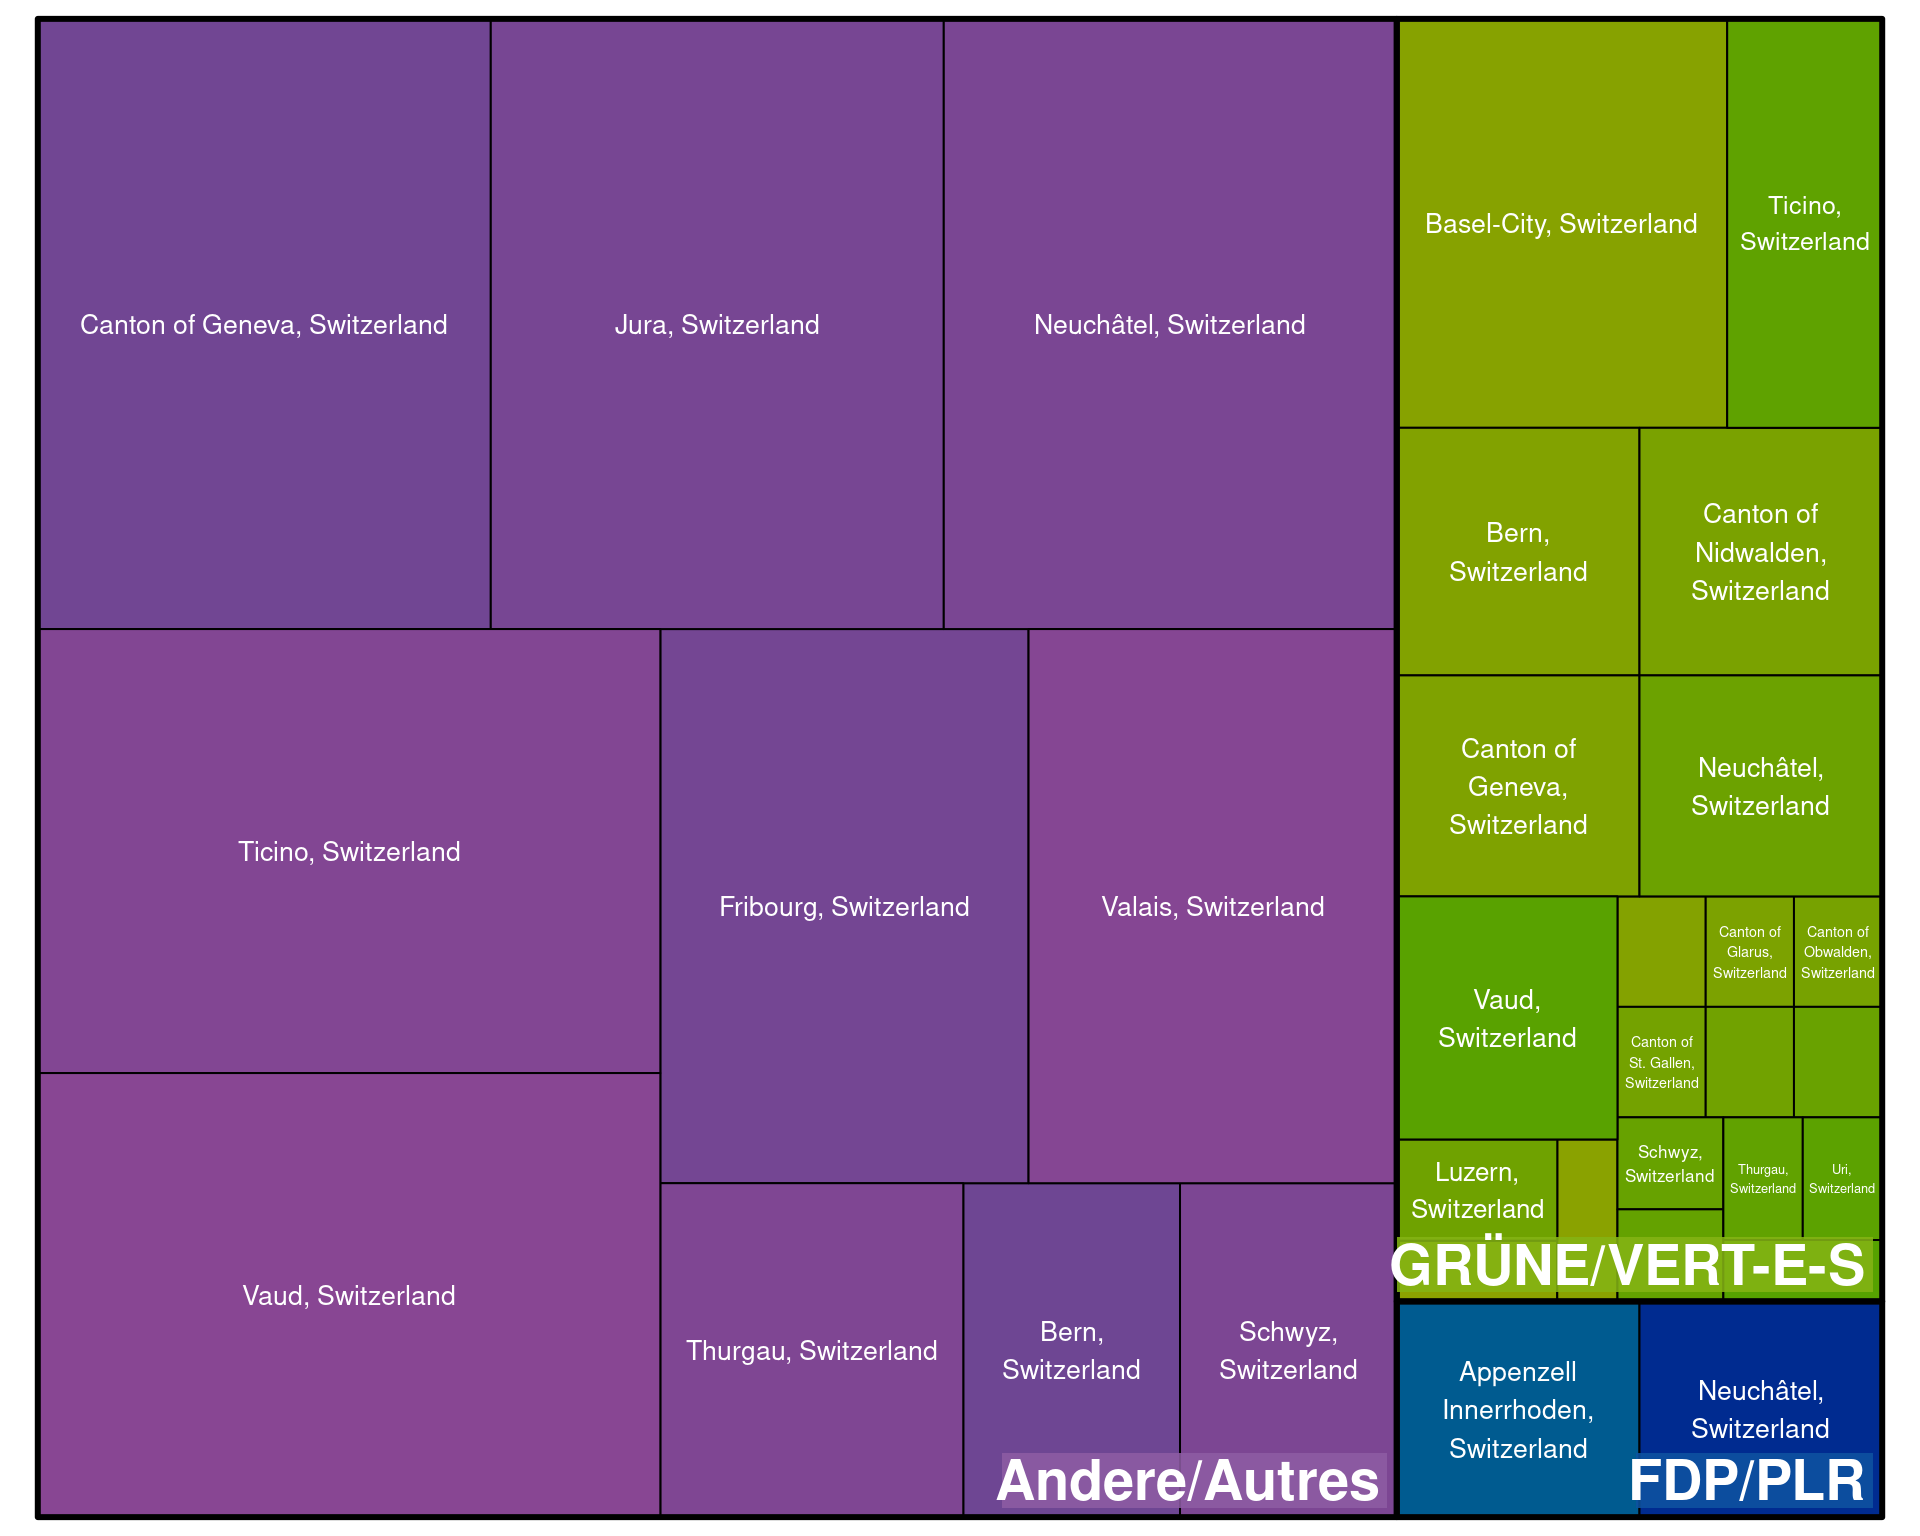 Canton of Geneva, Switzerland
Jura, Switzerland
Neuchâtel, Switzerland
Ticino, Switzerland
Fribourg, Switzerland
Valais, Switzerland
Vaud, Switzerland
Thurgau, Switzerland
Bern,
Switzerland
Schwyz,
Switzerland
Andere/Autres
Basel-City, Switzerland
Ticino,
Switzerland
Bern,
Switzerland
Canton of
Nidwalden,
Switzerland
Canton of
Geneva,
Switzerland
Neuchâtel,
Switzerland
Vaud,
Switzerland
Canton of
Glarus,
Switzerland
Canton of
Obwalden,
Switzerland
Canton of
St. Gallen,
Switzerland
Luzern,
Switzerland
Schwyz,
Switzerland
Thurgau,
Switzerland
Uri,
Switzerland
GRÜNE/VERT-E-S
Appenzell
Innerrhoden,
Switzerland
Neuchâtel,
Switzerland
FDP/PLR